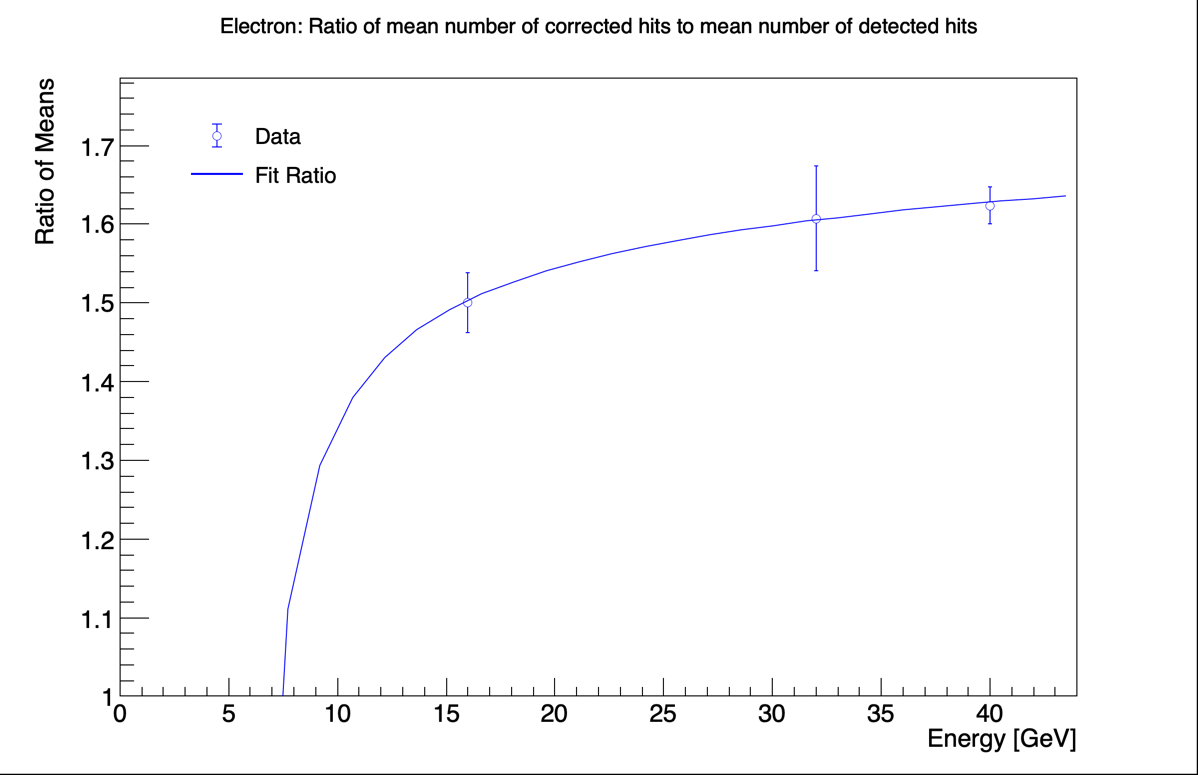 Electron: Ratio of mean number of corrected hits to mean number of detected hits
Ratio of Means
Data
Fit Ratio
1.7
1.6
1.5
1.4
1.3
1.2
1.1
1
0 5 10 15 20 25 30 35 40
Energy [GeV]